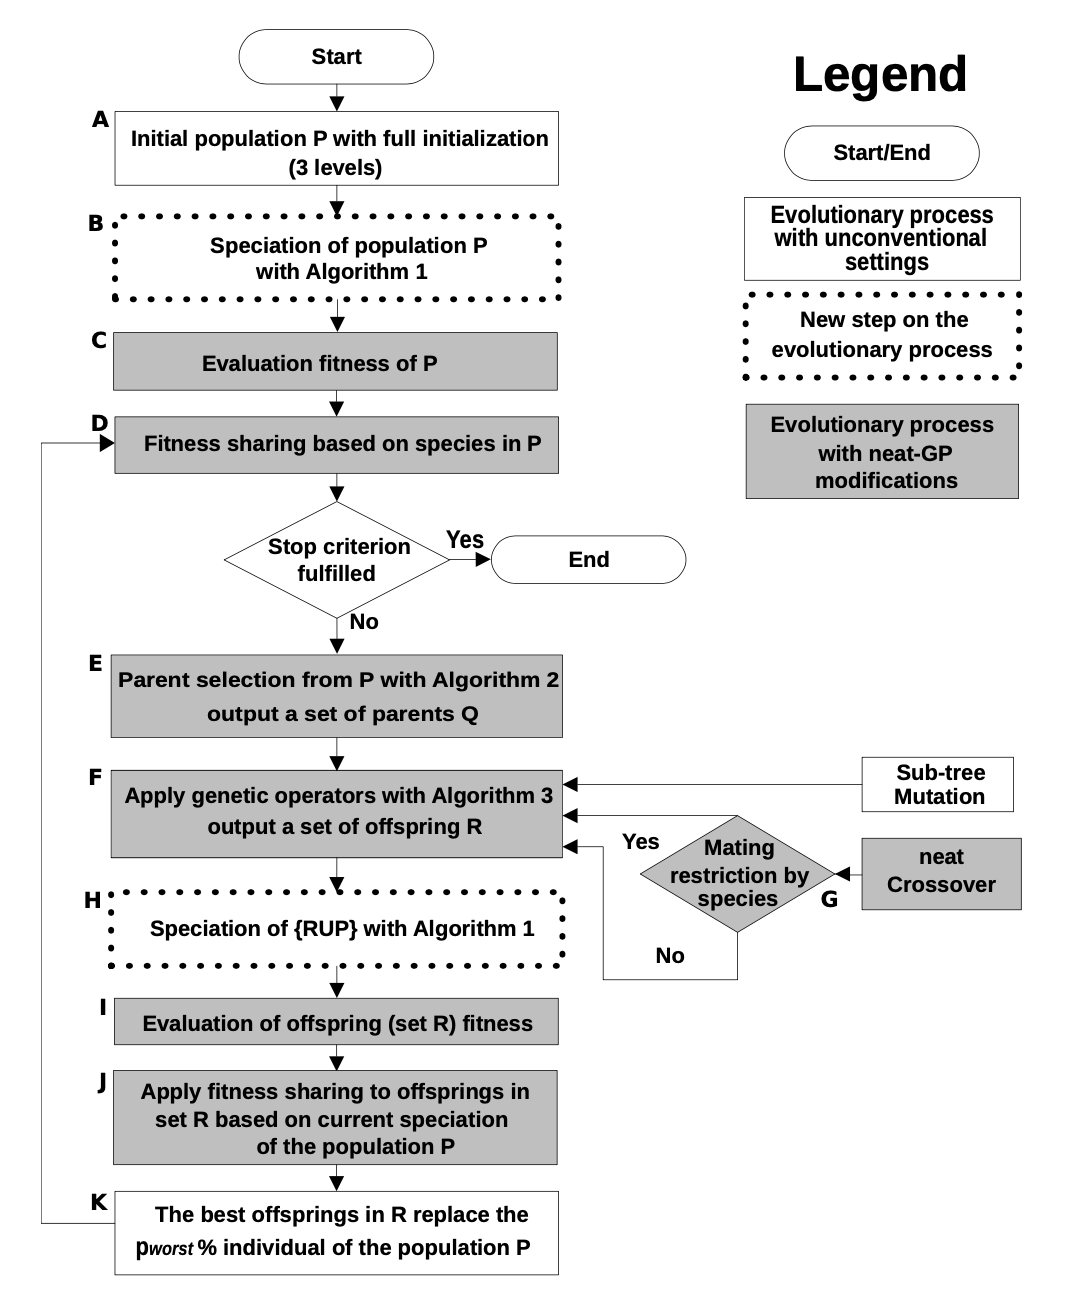 Start
A
Initial population P with full initialization
(3 levels)
B
Speciation of population P
with Algorithm 1
C
Evaluation fitness of P
D
Fitness sharing based on species in P
Stop criterion
fulfilled
Yes
End
No
E
Parent selection from P with Algorithm 2
output a set of parents Q
F
Apply genetic operators with Algorithm 3
output a set of offspring R
Sub-tree
Mutation
Yes
Mating
restriction by
species
G
neat
Crossover
No
H
Speciation of {RUP} with Algorithm 1
I
Evaluation of offspring (set R) fitness
J
Apply fitness sharing to offsprings in
set R based on current speciation
of the population P
K
The best offsprings in R replace the
pworst % individual of the population P
Legend
Start/End
Evolutionary process
with unconventional
settings
New step on the
evolutionary process
Evolutionary process
with neat-GP
modifications